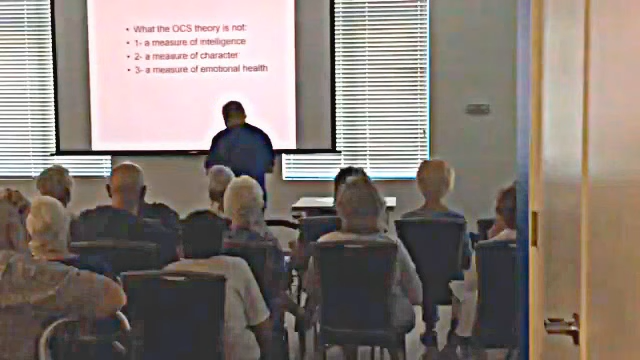 • What the OCS theory is not:
• 1- a measure of intelligence
• 2- a measure of character
• 3- a measure of emotional health